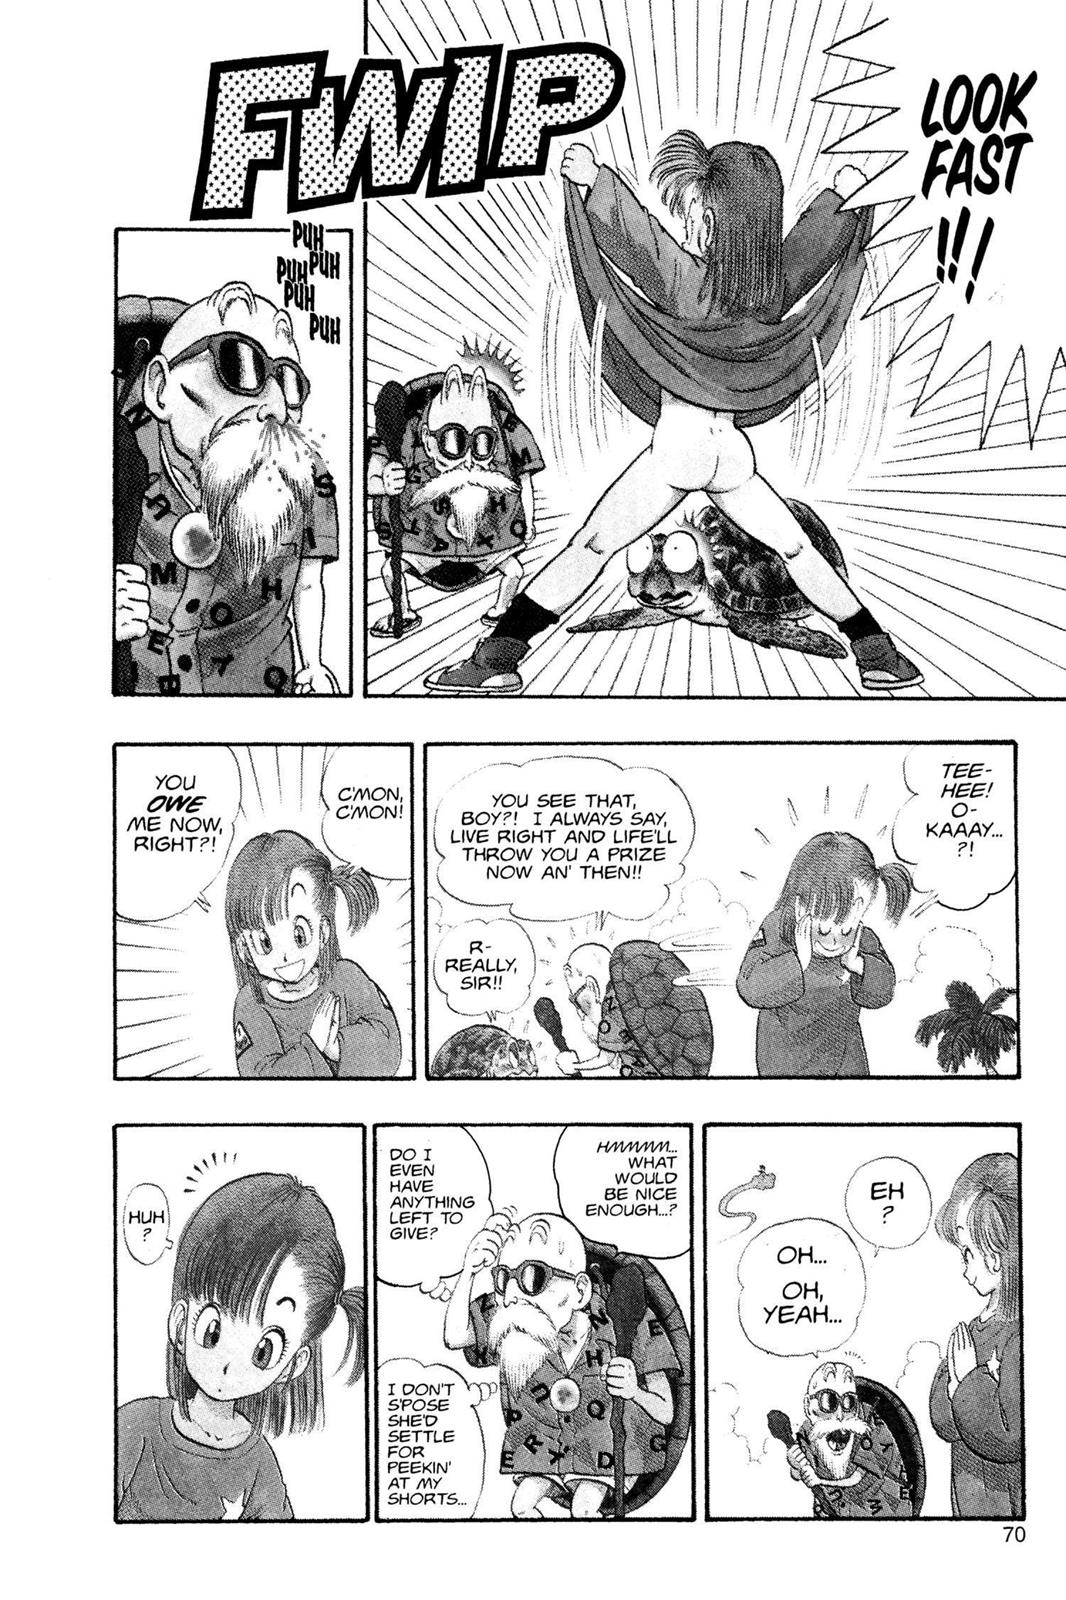 LOOK
FAST
!!!
FWIP
PUH
PUH
PUH
PUH
PUH
TEE-
HEE!
O-
KAAAY...
?!
YOU SEE THAT,
BOY?! I ALWAYS SAY,
LIVE RIGHT AND LIFE'LL
THROW YOU A PRIZE
NOW AN' THEN!!
R-
REALLY,
SIR!!
C'MON,
C'MON!
YOU
OWE
ME NOW,
RIGHT?!
EH
?
OH...
OH,
YEAH...
HMMMM...
WHAT
WOULD
BE NICE
ENOUGH...?
DO I
EVEN
HAVE
ANYTHING
LEFT TO
GIVE?
I DON'T
S'POSE
SHE'D
SETTLE
FOR
PEEKIN'
AT MY
SHORTS...
HUH
?
70